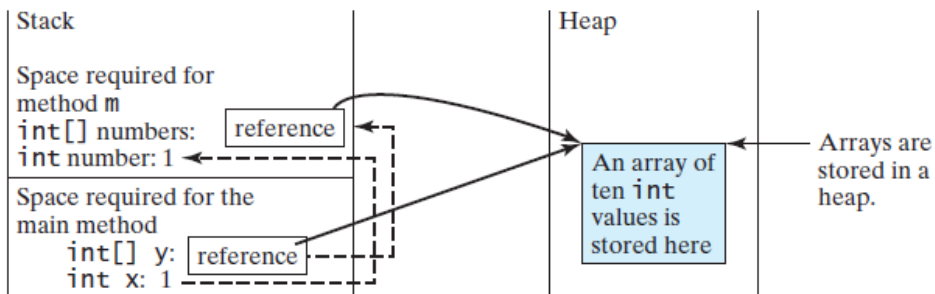 Stack
Space required for
method m
int[] numbers: reference
int number: 1
Space required for the
main method
int[] y: reference
int x: 1
Heap
An array of
ten int
values is
stored here
Arrays are
stored in a
heap.